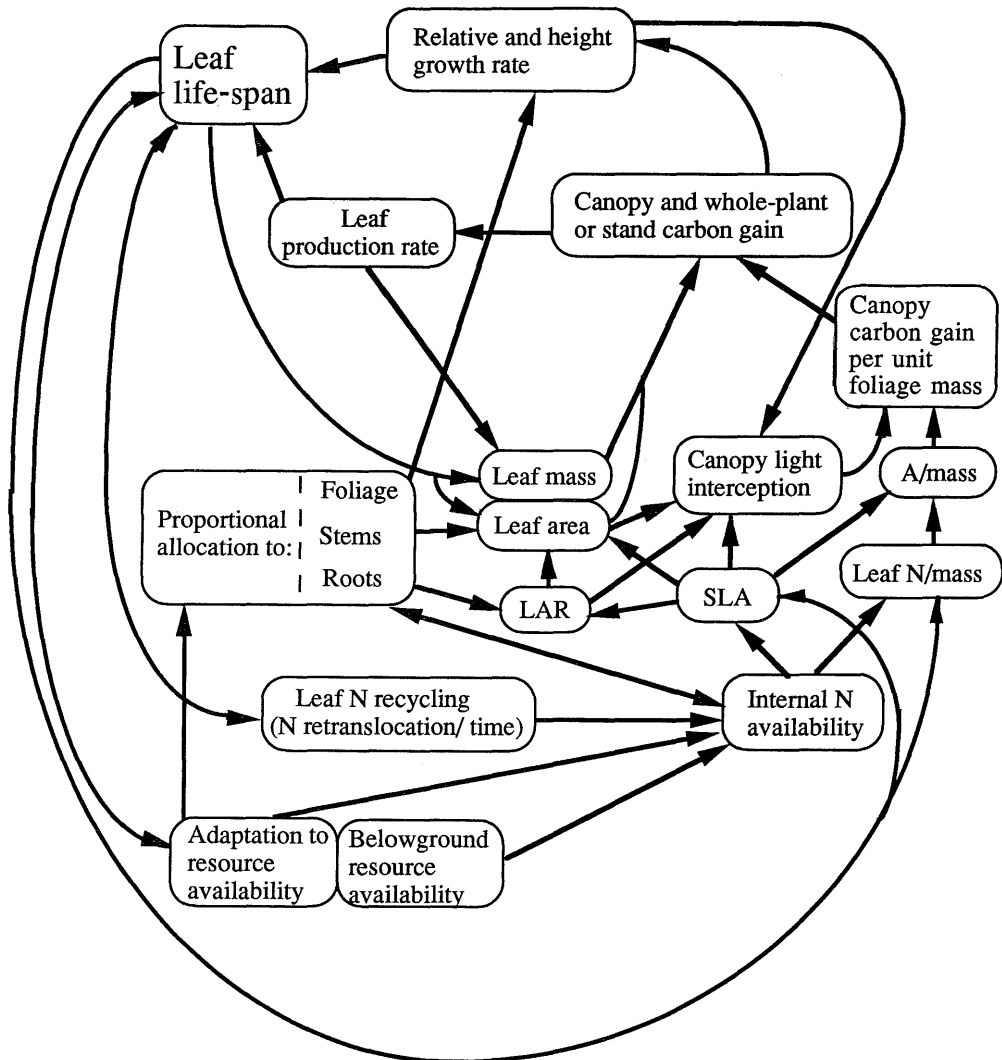 Leaf
life-span
Relative and height
growth rate
Leaf
production rate
Canopy and whole-plant
or stand carbon gain
Canopy
carbon gain
per unit
foliage mass
Leaf mass
Leaf area
Canopy light
interception
A/mass
Proportional
allocation to:
Foliage
Stems
Roots
LAR
SLA
Leaf N/mass
Leaf N recycling
(N retranslocation/ time)
Internal N
availability
Adaptation to
resource
availability
Belowground
resource
availability